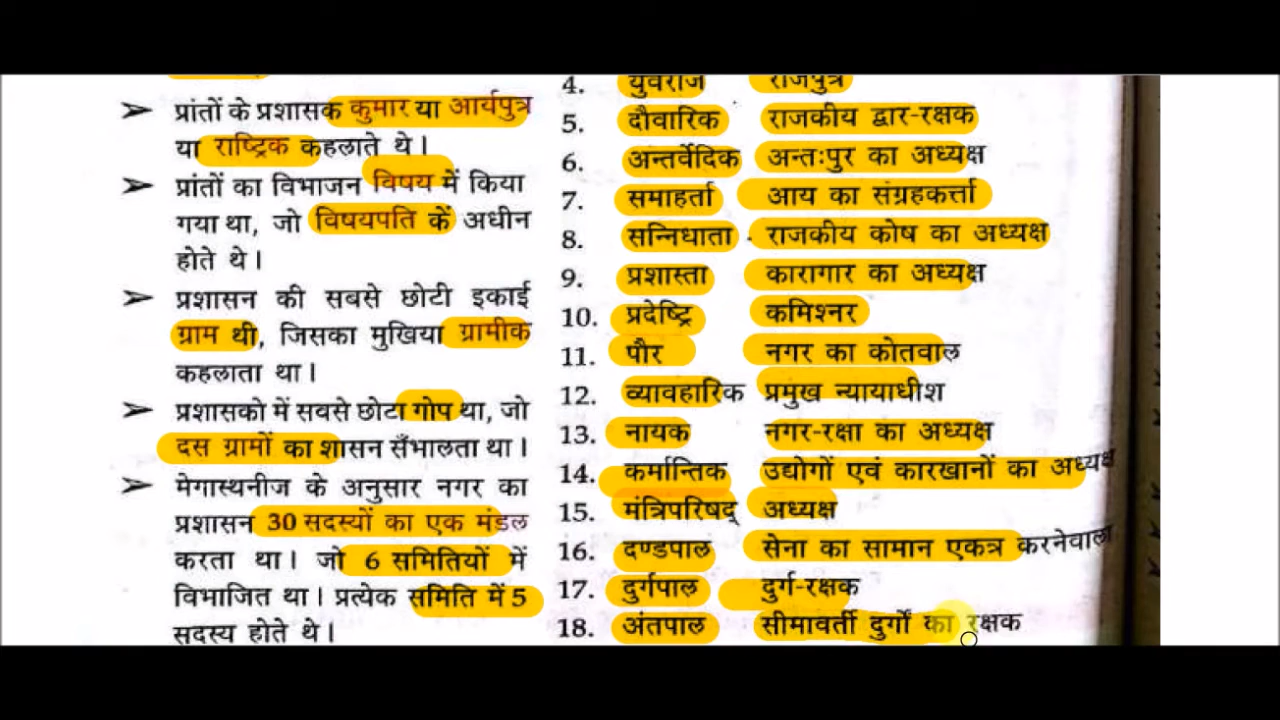 ➢ प्रांतों के प्रशासक कुमार या आर्यपुत्र
या राष्ट्रिक कहलाते थे।
➢ प्रांतों का विभाजन विषय में किया
गया था, जो विषयपति कें अधीन
होते थे।
➢ प्रशासन की सबसे छोटी इकाई
ग्राम थी, जिसका मुखिया ग्रामीक
कहलाता था।
➢ प्रशासको में सबसे छोटा गोप था, जो
दस ग्रामों का शासन सँभालता था।
➢ मेगास्थनीज के अनुसार नगर का
प्रशासन 30 सदस्यों का एक मंडल
करता था। जो 6 समितियों में
विभाजित था। प्रत्येक समिति में 5
सदस्य होते थे।
4. युवराज राजपुत्र
5. दौवारिक राजकीय द्वार-रक्षक
6. अन्तर्वेदिक अन्तःपुर का अध्यक्ष
7. समाहर्ता आय का संग्रहकर्त्ता
8. सन्निधाता राजकीय कोष का अध्यक्ष
9. प्रशास्ता कारागार का अध्यक्ष
10. प्रदेष्ट्रि कमिश्नर
11. पौर नगर का कोतवाल
12. व्यावहारिक प्रमुख न्यायाधीश
13. नायक नगर-रक्षा का अध्यक्ष
14. कर्मान्तिक उद्योगों एवं कारखानों का अध्यक्ष
15. मंत्रिपरिषद् अध्यक्ष
16. दण्डपाल सेना का सामान एकत्र करनेवाला
17. दुर्गपाल दुर्ग-रक्षक
18. अंतपाल सीमावर्ती दुर्गों का रक्षक